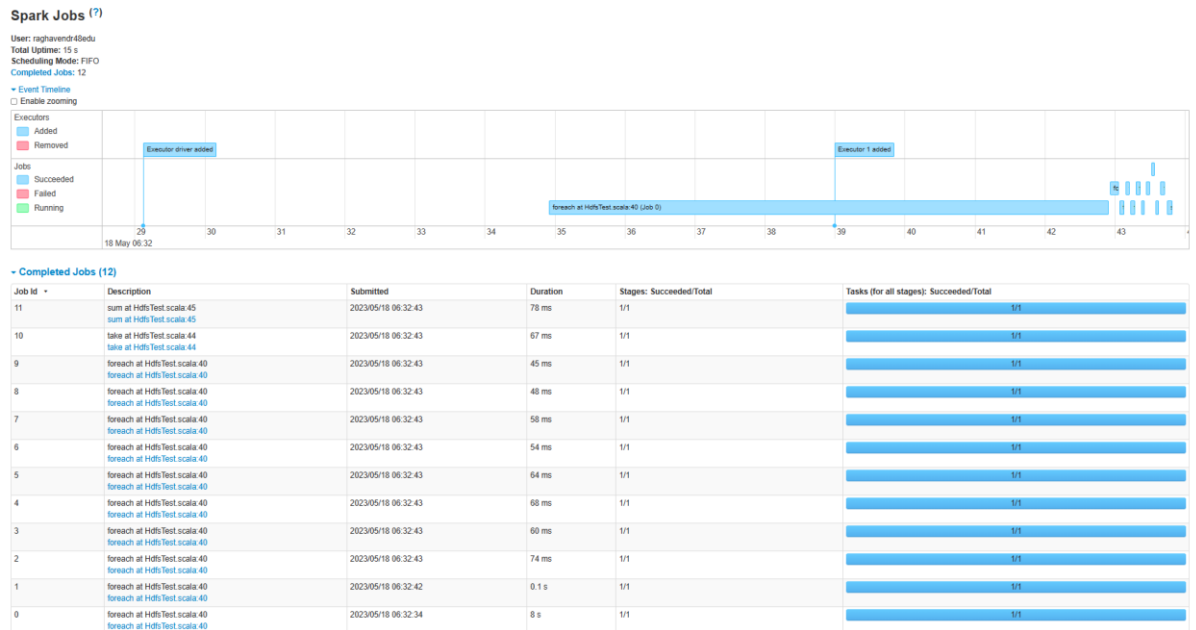 Spark Jobs (?)
User: raghavendr48edu
Total Uptime: 15 s
Scheduling Mode: FIFO
Completed Jobs: 12
Event Timeline
Enable zooming
Executors
Added
Removed
Executor driver added
Executor 1 added
Jobs
Succeeded
Failed
Running
foreach at HdfsTest.scala:40 (Job 0)
29 30 31 32 33 34 35 36 37 38 39 40 41 42 43
18 May 06:32
Completed Jobs (12)
Job Id Description Submitted Duration Stages: Succeeded/Total Tasks (for all stages): Succeeded/Total
11 sum at HdfsTest.scala:45 2023/05/18 06:32:43 78 ms 1/1 1/1
sum at HdfsTest.scala:45
10 take at HdfsTest.scala:44 2023/05/18 06:32:43 67 ms 1/1 1/1
take at HdfsTest.scala:44
9 foreach at HdfsTest.scala:40 2023/05/18 06:32:43 45 ms 1/1 1/1
foreach at HdfsTest.scala:40
8 foreach at HdfsTest.scala:40 2023/05/18 06:32:43 48 ms 1/1 1/1
foreach at HdfsTest.scala:40
7 foreach at HdfsTest.scala:40 2023/05/18 06:32:43 58 ms 1/1 1/1
foreach at HdfsTest.scala:40
6 foreach at HdfsTest.scala:40 2023/05/18 06:32:43 54 ms 1/1 1/1
foreach at HdfsTest.scala:40
5 foreach at HdfsTest.scala:40 2023/05/18 06:32:43 64 ms 1/1 1/1
foreach at HdfsTest.scala:40
4 foreach at HdfsTest.scala:40 2023/05/18 06:32:43 68 ms 1/1 1/1
foreach at HdfsTest.scala:40
3 foreach at HdfsTest.scala:40 2023/05/18 06:32:43 60 ms 1/1 1/1
foreach at HdfsTest.scala:40
2 foreach at HdfsTest.scala:40 2023/05/18 06:32:43 74 ms 1/1 1/1
foreach at HdfsTest.scala:40
1 foreach at HdfsTest.scala:40 2023/05/18 06:32:42 0.1 s 1/1 1/1
foreach at HdfsTest.scala:40
0 foreach at HdfsTest.scala:40 2023/05/18 06:32:34 8 s 1/1 1/1
foreach at HdfsTest.scala:40